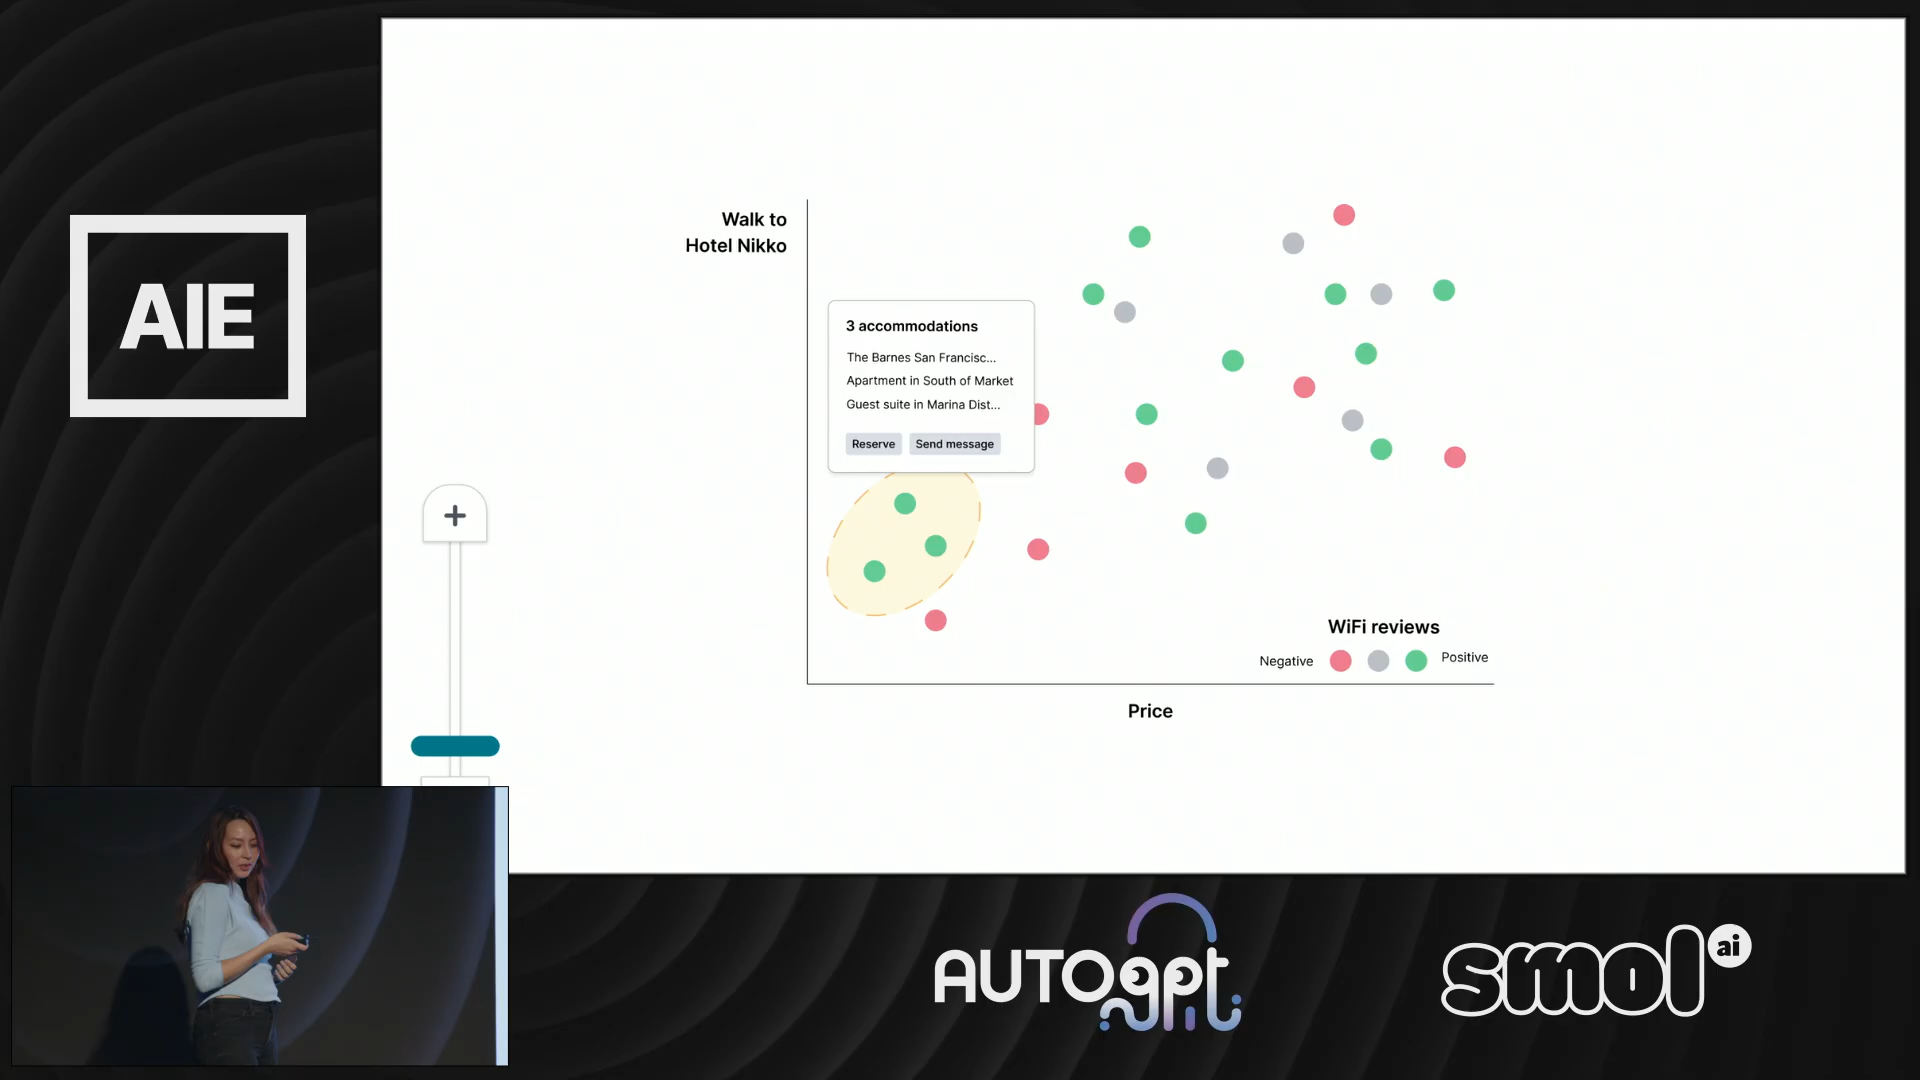 AIE
Walk to
Hotel Nikko
3 accommodations
The Barnes San Francisc...
Apartment in South of Market
Guest suite in Marina Dist...
Reserve
Send message
+
WiFi reviews
Negative
Positive
Price
AUTOgpt
smol ai